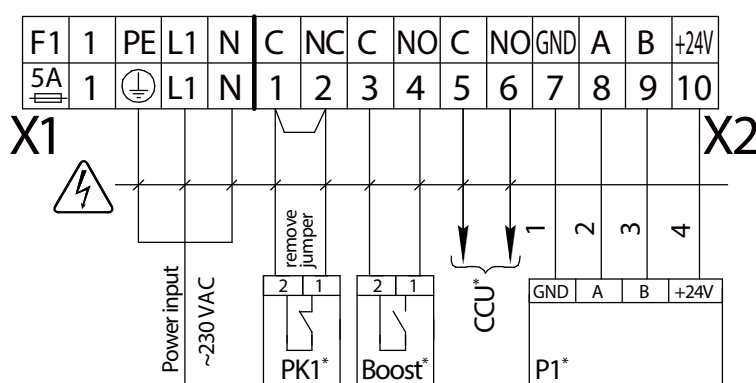 F1 1 PE L1 N C NC C NO C NO GND A B +24V
5A 1 L1 N 1 2 3 4 5 6 7 8 9 10
X1 X2
remove
jumper
1 2 3 4
Power input
~230 VAC
2 1
PK1*
2 1
Boost*
CCU*
GND A B +24V
P1*